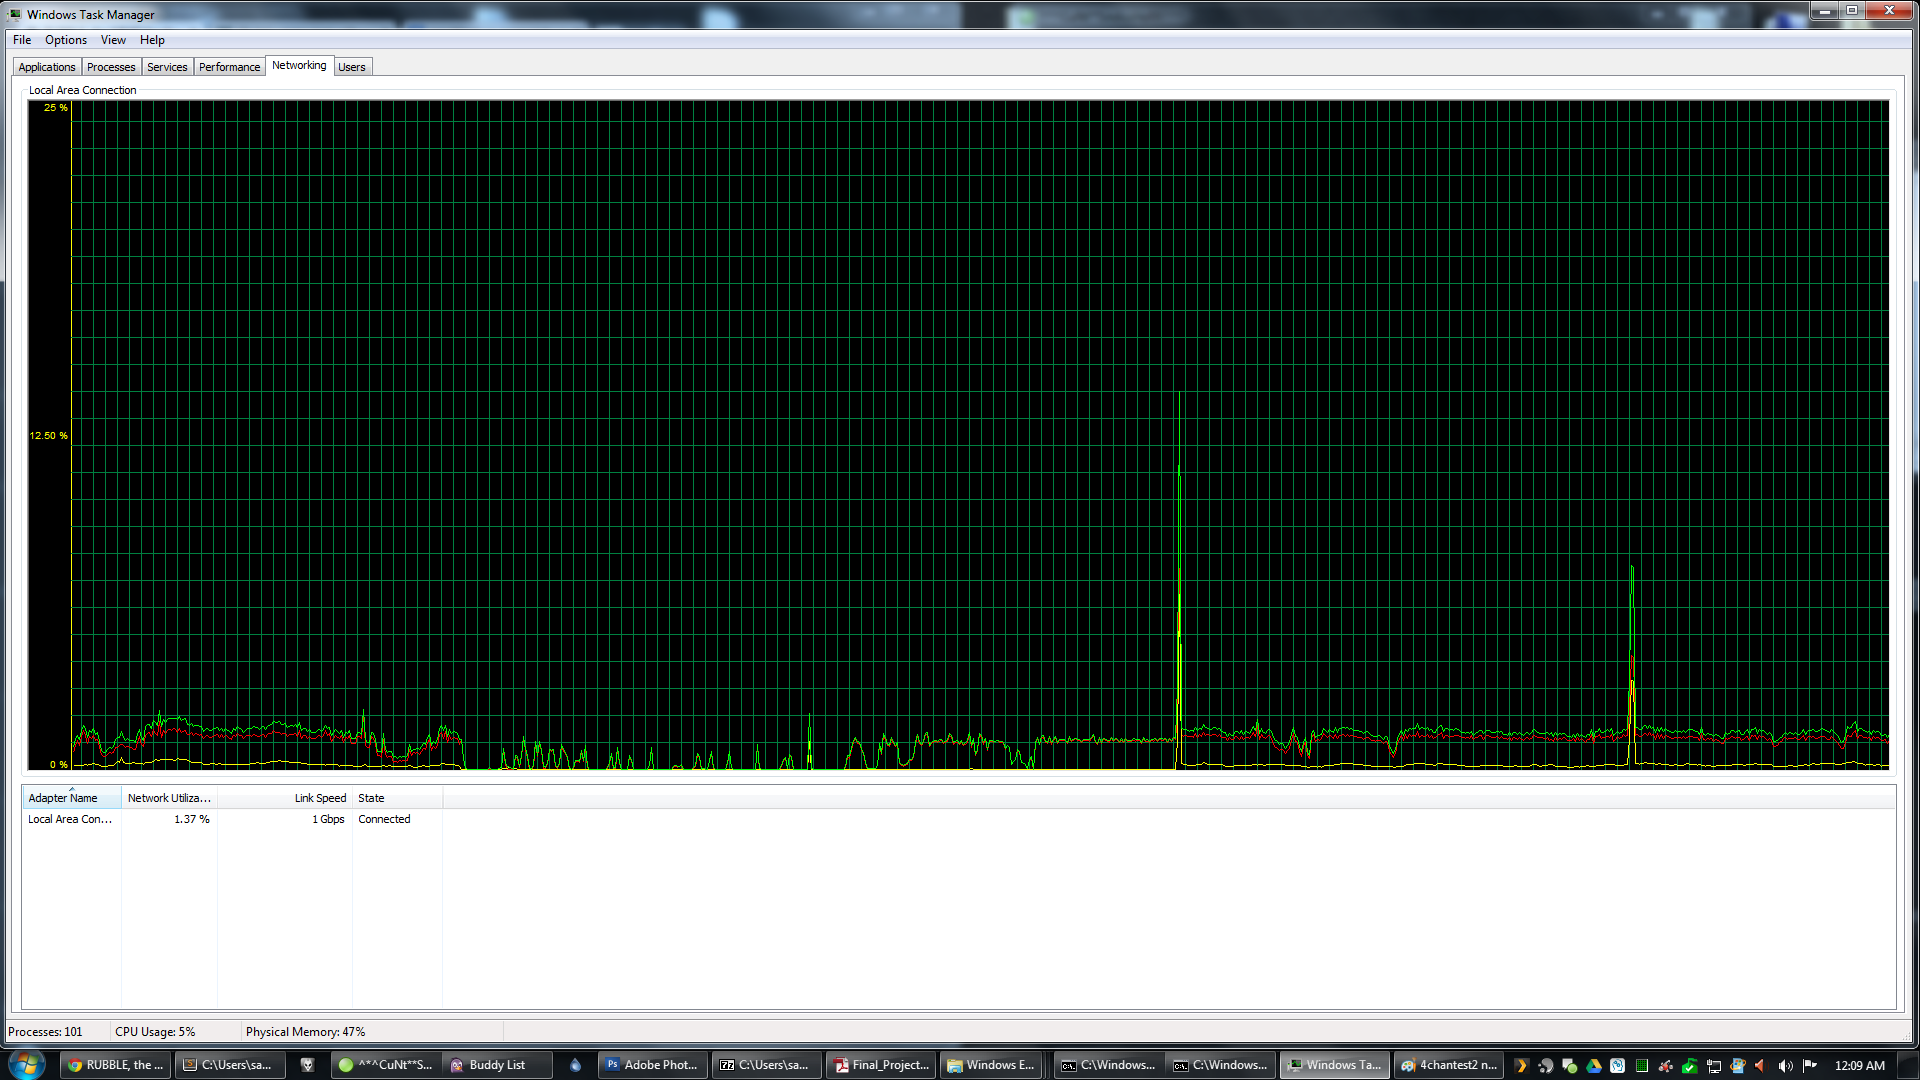 Windows Task Manager
File Options View Help
Applications Processes Services Performance Networking Users
Local Area Connection
25 %
12.50 %
0 %
Adapter Name Network Utiliza... Link Speed State
Local Area Con... 1.37 % 1 Gbps Connected
Processes: 101 CPU Usage: 5% Physical Memory: 47%
RUBBLE, the ... C:\Users\sa... ^*^CuNt**S... Buddy List Ps Adobe Phot... 7z C:\Users\sa... Final_Project... Windows E... C:\Windows... C:\Windows... Windows Ta... 4chantest2 n... 12:09 AM